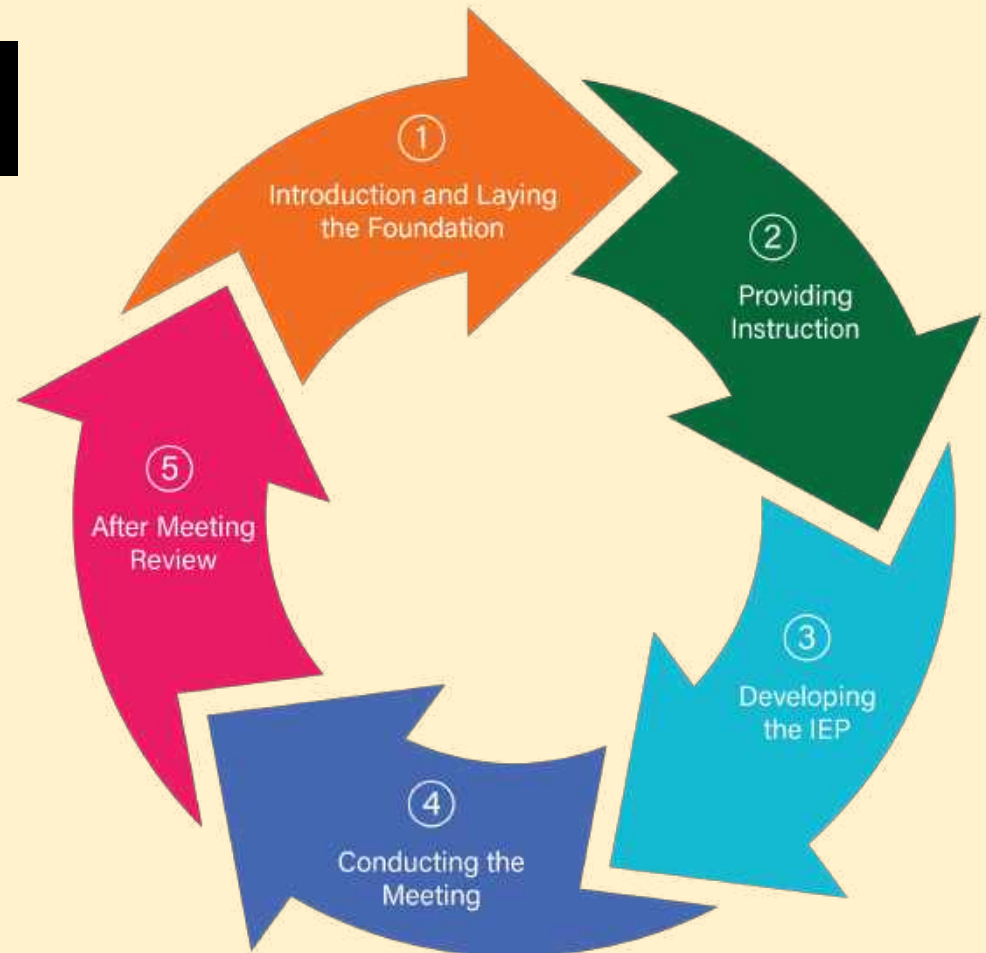 1
Introduction and Laying
the Foundation
2
Providing
Instruction
3
Developing
the IEP
4
Conducting the
Meeting
5
After Meeting
Review